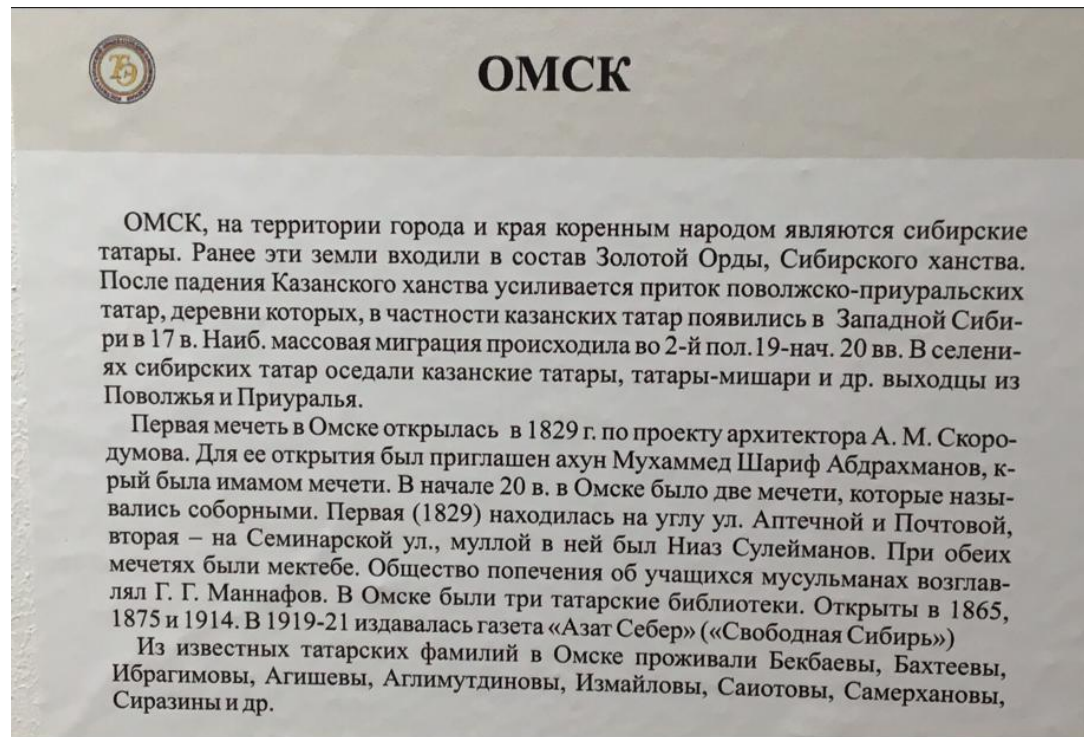 ОМСК
ОМСК, на территории города и края коренным народом являются сибирские
татары. Ранее эти земли входили в состав Золотой Орды, Сибирского ханства.
После падения Казанского ханства усиливается приток поволжско-приуральских
татар, деревни которых, в частности казанских татар появились в Западной Сиби-
ри в 17 в. Наиб. массовая миграция происходила во 2-й пол.19-нач. 20 вв. В селени-
ях сибирских татар оседали казанские татары, татары-мишари и др. выходцы из
Поволжья и Приуралья.
Первая мечеть в Омске открылась в 1829 г. по проекту архитектора А. М. Скоро-
думова. Для ее открытия был приглашен ахун Мухаммед Шариф Абдрахманов, к-
рый была имамом мечети. В начале 20 в. в Омске было две мечети, которые назы-
вались соборными. Первая (1829) находилась на углу ул. Аптечной и Почтовой,
вторая – на Семинарской ул., муллой в ней был Ниаз Сулейманов. При обеих
мечетях были мектебе. Общество попечения об учащихся мусульманах возглав-
лял Г. Г. Маннафов. В Омске были три татарские библиотеки. Открыты в 1865,
1875 и 1914. В 1919-21 издавалась газета «Азат Себер» («Свободная Сибирь»)
Из известных татарских фамилий в Омске проживали Бекбаевы, Бахтеевы,
Ибрагимовы, Агишевы, Аглимутдиновы, Измайловы, Саиотовы, Самерхановы,
Сиразины и др.